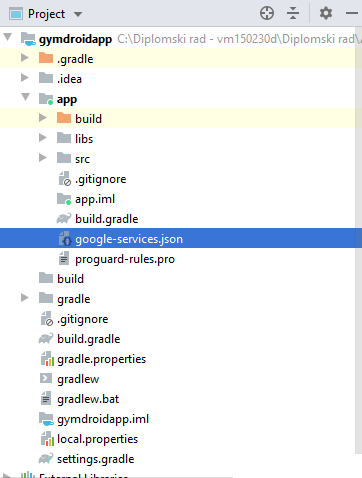 Project
gymdroidapp C:\Diplomski rad - vm150230d\Diplomski rad\
.gradle
.idea
app
build
libs
src
.gitignore
app.iml
build.gradle
google-services.json
proguard-rules.pro
build
gradle
.gitignore
build.gradle
gradle.properties
gradlew
gradlew.bat
gymdroidapp.iml
local.properties
settings.gradle
External Libraries